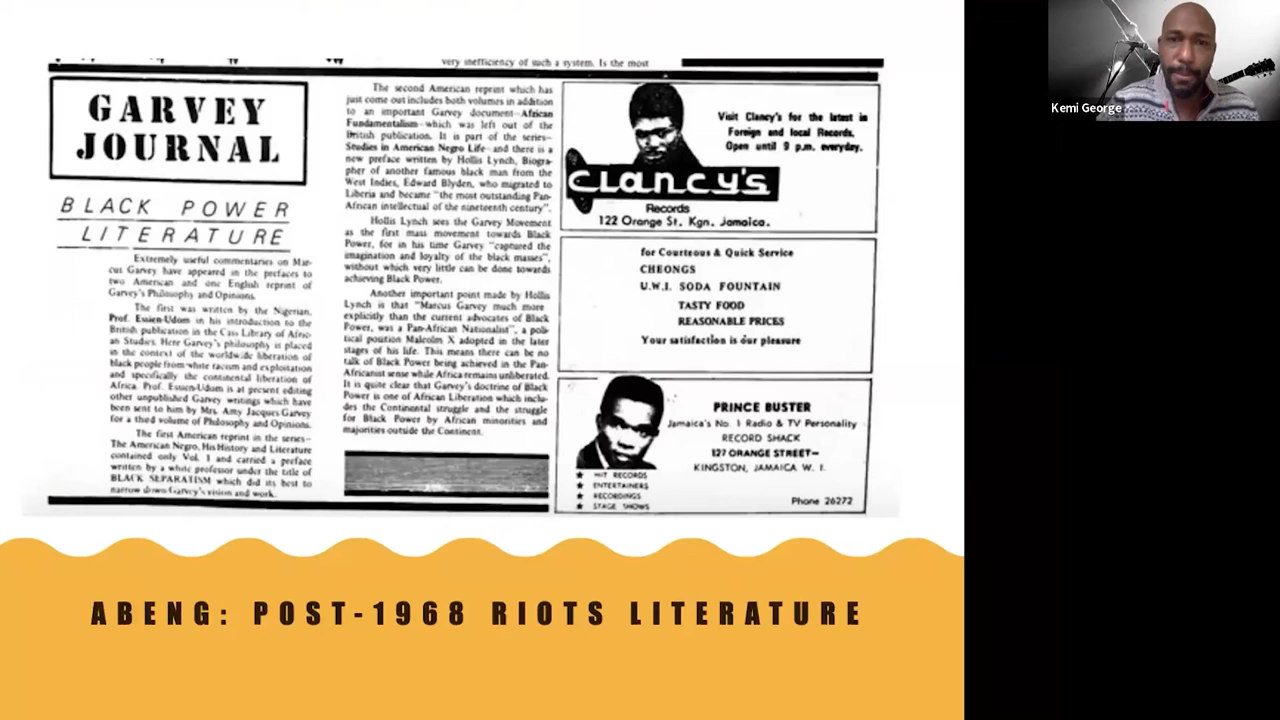 very inefficiency of such a system. Is the most
GARVEY
JOURNAL
BLACK POWER
LITERATURE
Extremely useful commentaries on Mar-
cus Garvey have appeared in the prefaces to
two American and one English reprint of
Garvey's Philosophy and Opinions.
The first was written by the Nigerian,
Prof. Essien-Udom in his introduction to the
British publication in the Cass Library of Afric-
an Studies. Here Garvey's philosophy is placed
in the context of the worldwide liberation of
black people from white racism and exploitation
and specifically the continental liberation of
Africa. Prof. Essien-Udom is at present editing
other unpublished Garvey writings which have
been sent to him by Mrs. Amy Jacques Garvey
for a third volume of Philosophy and Opinions.
The first American reprint in the series—
The American Negro, His History and Literature
contained only Vol. 1 and carried a preface
written by a white professor under the title of
BLACK SEPARATISM which did its best to
narrow down Garvey's vision and work.
The second American reprint which has
just come out includes both volumes in addition
to an important Garvey document—African
Fundamentalism—which was left out of the
British publication. It is part of the series—
Studies in American Negro Life—and there is a
new preface written by Hollis Lynch, Biogra-
pher of another famous black man from the
West Indies, Edward Blyden, who migrated to
Liberia and became "the most outstanding Pan-
African intellectual of the nineteenth century".
Hollis Lynch sees the Garvey Movement
as the first mass movement towards Black
Power, for in his time Garvey "captured the
imagination and loyalty of the black masses",
without which very little can be done towards
achieving Black Power.
Another important point made by Hollis
Lynch is that "Marcus Garvey much more
explicitly than the current advocates of Black
Power, was a Pan-African Nationalist", a poli-
tical position Malcolm X adopted in the later
stages of his life. This means there can be no
talk of Black Power being achieved in the Pan-
Africanist sense while Africa remains unliberated.
It is quite clear that Garvey's doctrine of Black
Power is one of African Liberation which inclu-
des the Continental struggle and the struggle
for Black Power by African minorities and
majorities outside the Continent.
Visit Clancy's for the latest in
Foreign and local Records.
Open until 9 p.m. everyday.
CLANCY'S
Records
122 Orange St. Kgn. Jamaica.
for Courteous & Quick Service
CHEONGS
U.W.I. SODA FOUNTAIN
TASTY FOOD
REASONABLE PRICES
Your satisfaction is our pleasure
PRINCE BUSTER
Jamaica's No. 1 Radio & TV Personality
RECORD SHACK
127 ORANGE STREET—
KINGSTON, JAMAICA W. I.
★ HIT RECORDS
★ ENTERTAINERS
★ RECORDINGS
★ STAGE SHOWS
Phone 26272
ABENG: POST-1968 RIOTS LITERATURE
Kemi George